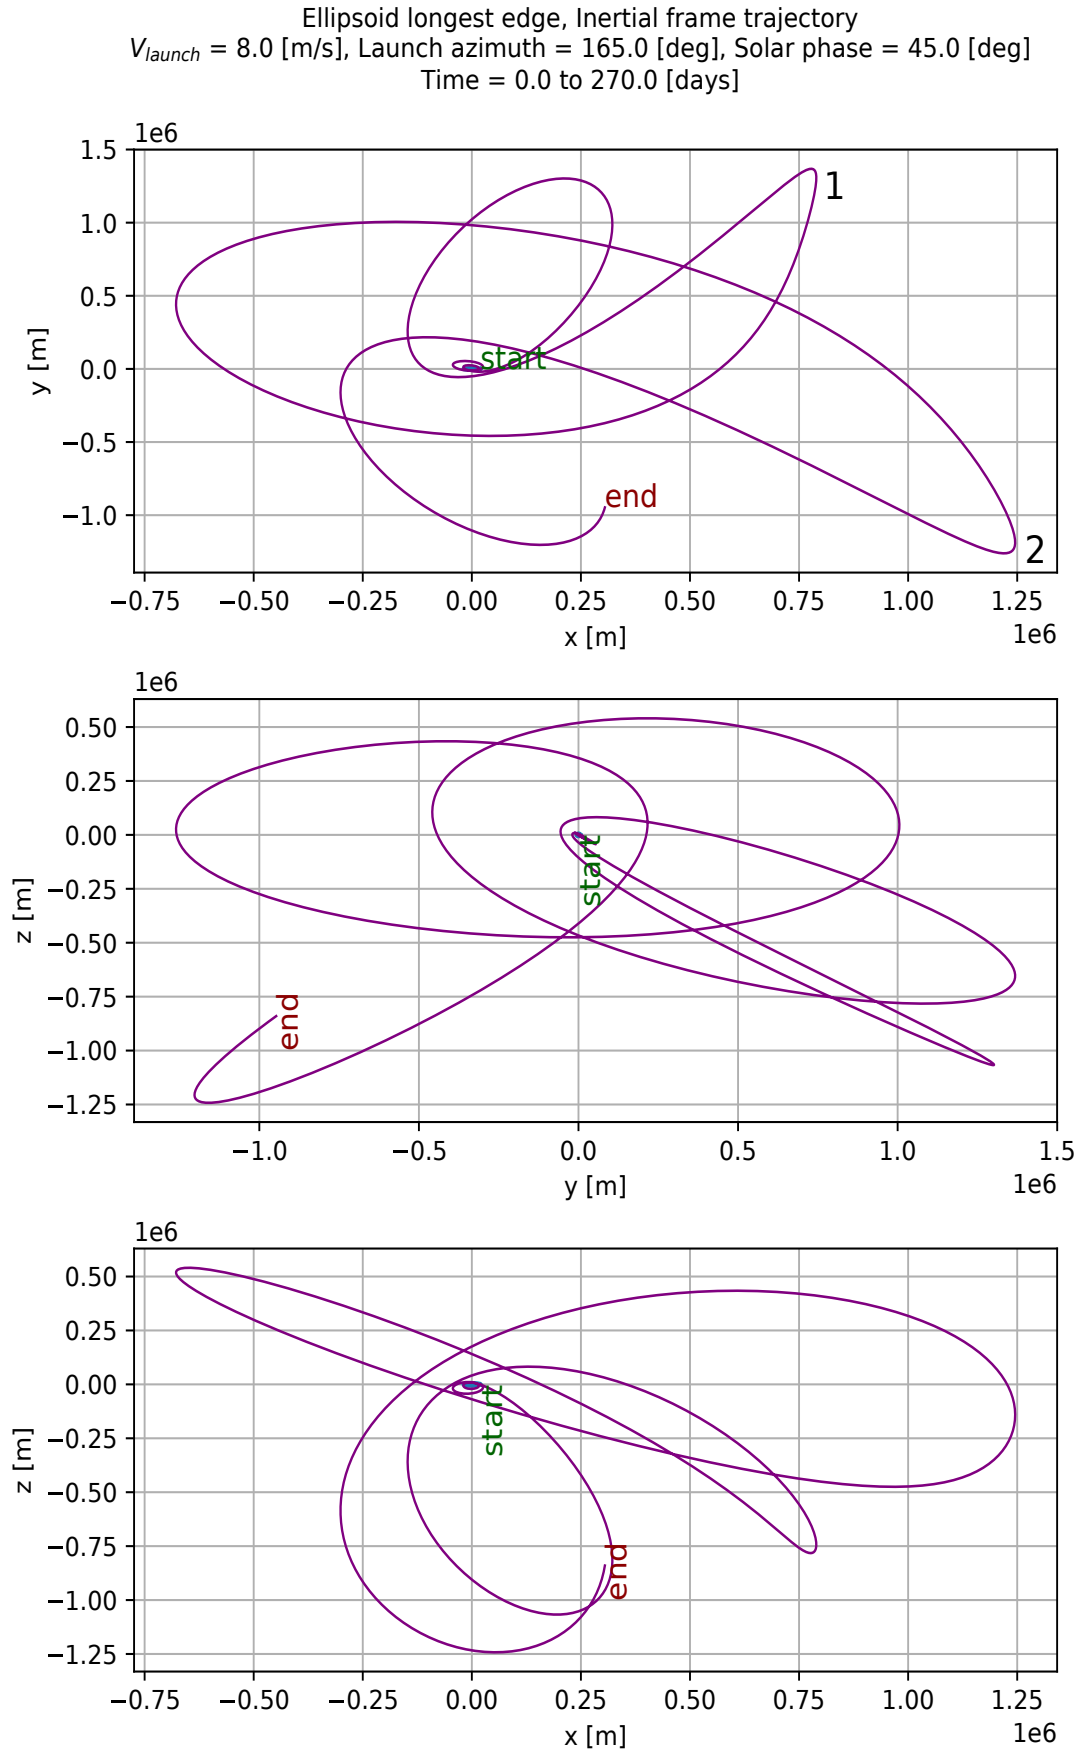 Ellipsoid longest edge, Inertial frame trajectory
V_launch = 8.0 [m/s], Launch azimuth = 165.0 [deg], Solar phase = 45.0 [deg]
Time = 0.0 to 270.0 [days]
1e6
1.5
1.0
0.5
0.0
−0.5
−1.0
y [m]
1
start
end
2
−0.75 −0.50 −0.25 0.00 0.25 0.50 0.75 1.00 1.25
x [m]
1e6
1e6
0.50
0.25
0.00
−0.25
−0.50
−0.75
−1.00
−1.25
z [m]
start
end
−1.0 −0.5 0.0 0.5 1.0 1.5
y [m]
1e6
1e6
0.50
0.25
0.00
−0.25
−0.50
−0.75
−1.00
−1.25
z [m]
start
end
−0.75 −0.50 −0.25 0.00 0.25 0.50 0.75 1.00 1.25
x [m]
1e6